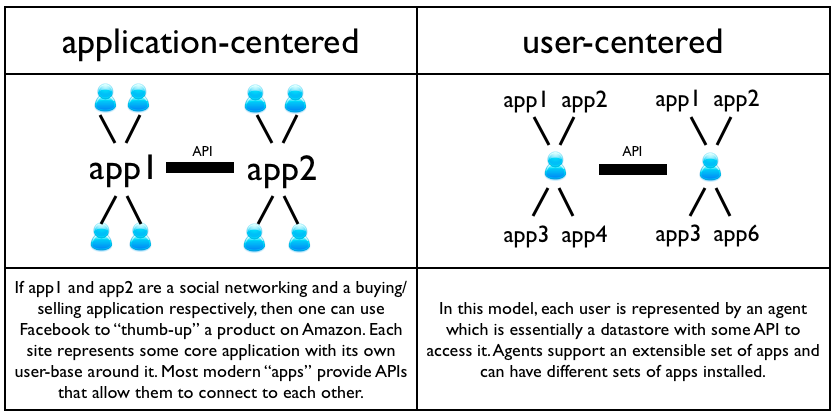 application-centered
user-centered
API
app1
app2
app1 app2
app1 app2
API
app3 app4
app3 app6
If app1 and app2 are a social networking and a buying/
selling application respectively, then one can use
Facebook to “thumb-up” a product on Amazon. Each
site represents some core application with its own
user-base around it. Most modern “apps” provide APIs
that allow them to connect to each other.
In this model, each user is represented by an agent
which is essentially a datastore with some API to
access it. Agents support an extensible set of apps and
can have different sets of apps installed.